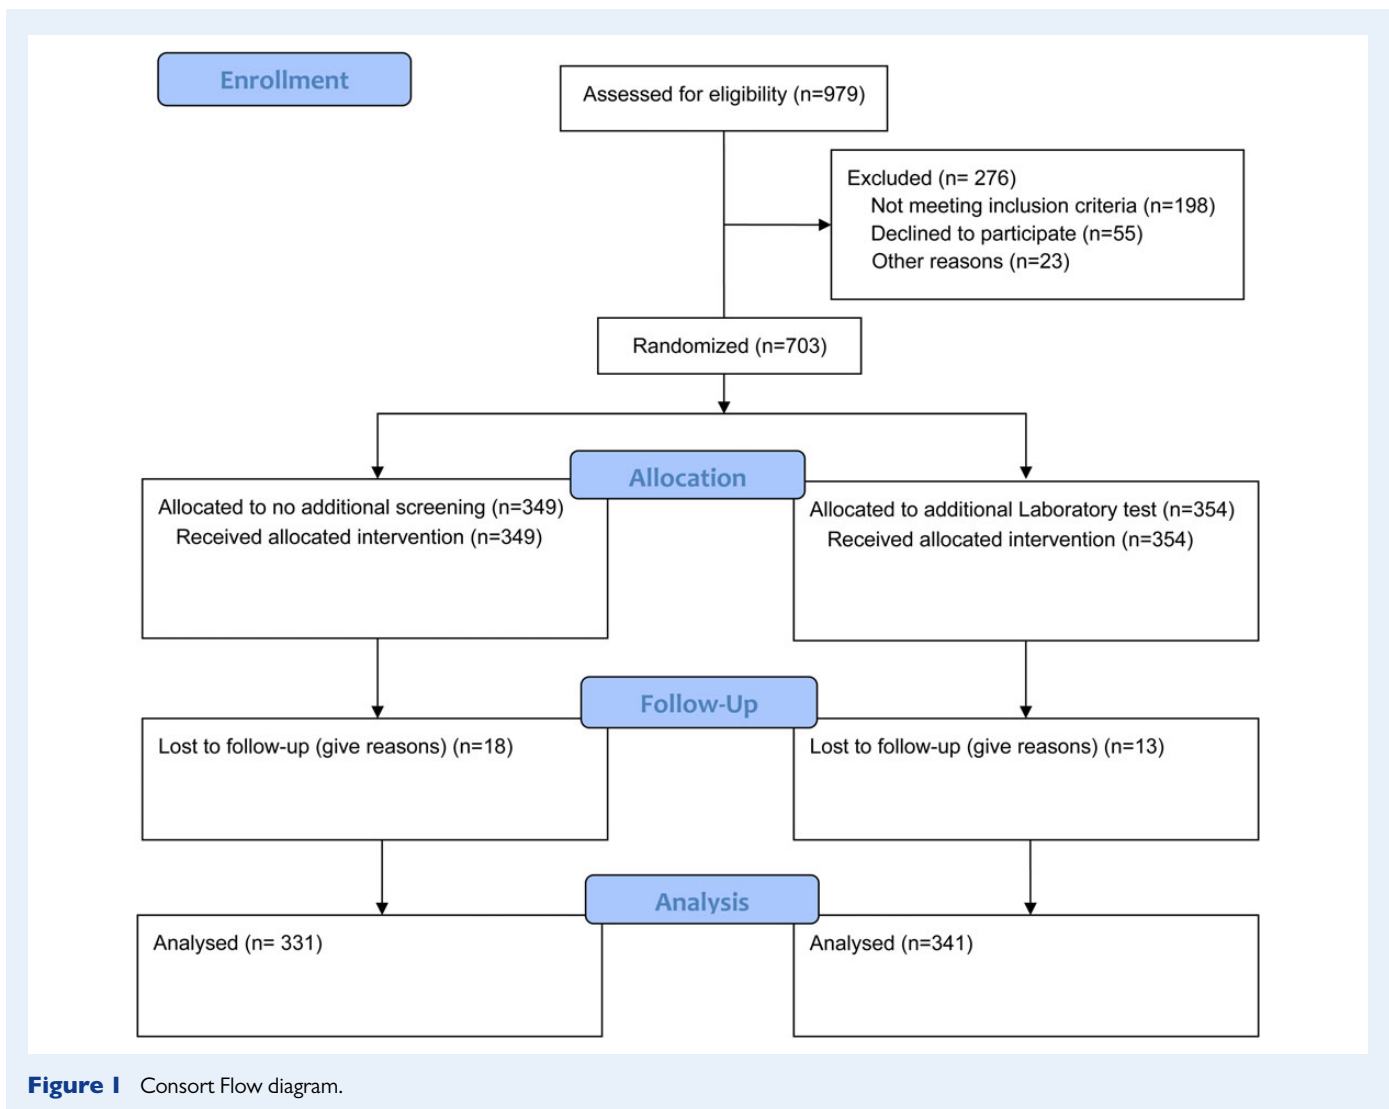 Enrollment
Assessed for eligibility (n=979)
Excluded (n= 276)
Not meeting inclusion criteria (n=198)
Declined to participate (n=55)
Other reasons (n=23)
Randomized (n=703)
Allocation
Allocated to no additional screening (n=349)
Received allocated intervention (n=349)
Allocated to additional Laboratory test (n=354)
Received allocated intervention (n=354)
Follow-Up
Lost to follow-up (give reasons) (n=18)
Lost to follow-up (give reasons) (n=13)
Analysis
Analysed (n= 331)
Analysed (n=341)
Figure 1 Consort Flow diagram.